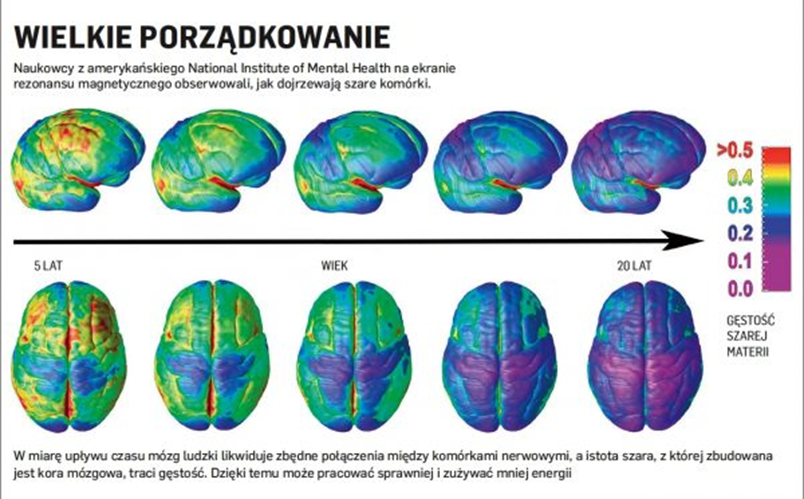 WIELKIE PORZĄDKOWANIE
Naukowcy z amerykańskiego National Institute of Mental Health na ekranie
rezonansu magnetycznego obserwowali, jak dojrzewają szare komórki.
>0.5
0.4
0.3
0.2
0.1
0.0
5 LAT
WIEK
20 LAT
GĘSTOŚĆ
SZAREJ
MATERII
W miarę upływu czasu mózg ludzki likwiduje zbędne połączenia między komórkami nerwowymi, a istota szara, z której zbudowana
jest kora mózgowa, traci gęstość. Dzięki temu może pracować sprawniej i zużywać mniej energii